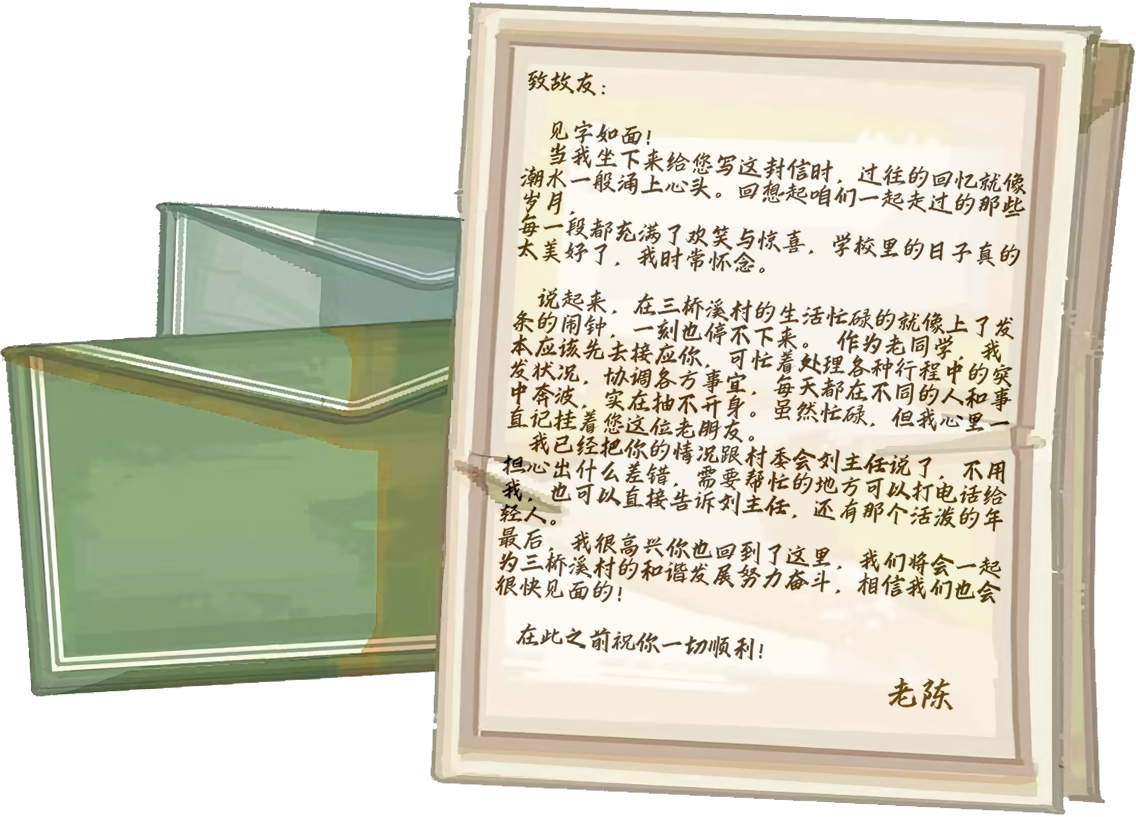 致故友：
见字如面！
当我坐下来给您写这封信时，过往的回忆就像
潮水一般涌上心头。回想起咱们一起走过的那些
岁月，
每一段都充满了欢笑与惊喜，学校里的日子真的
太美好了，我时常怀念。
说起来，在三桥溪村的生活忙碌的就像上了发
条的闹钟，一刻也停不下来。 作为老同学，我
本应该先去接应你，可忙着处理各种行程中的突
发状况，协调各方事宜，每天都在不同的人和事
中奔波，实在抽不开身。虽然忙碌，但我心里一
直记挂着您这位老朋友。
我已经把你的情况跟村委会刘主任说了，不用
担心出什么差错，需要帮忙的地方可以打电话给
我，也可以直接告诉刘主任，还有那个活泼的年
轻人。
最后，我很高兴你也回到了这里，我们将会一起
为三桥溪村的和谐发展努力奋斗，相信我们也会
很快见面的！
在此之前祝你一切顺利！
老陈